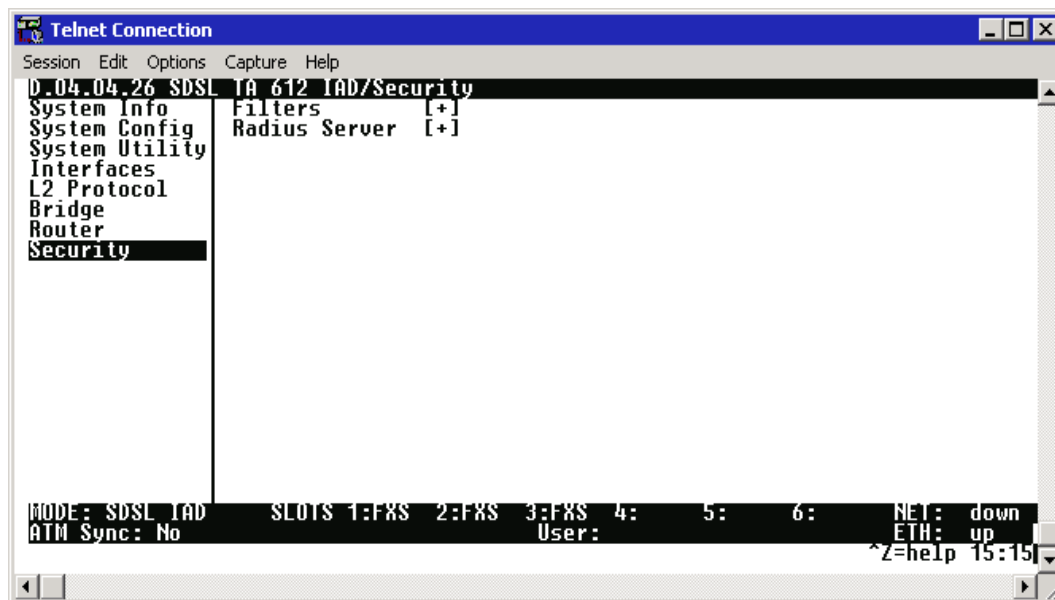 Telnet Connection
Session Edit Options Capture Help
D.04.04.26 SDSL TA 612 IAD/Security
System Info Filters [+]
System Config Radius Server [+]
System Utility
Interfaces
L2 Protocol
Bridge
Router
Security
MODE: SDSL IAD SLOTS 1:FXS 2:FXS 3:FXS 4: 5: 6: NET: down
ATM Sync: No User: ETH: up
^Z=help 15:15